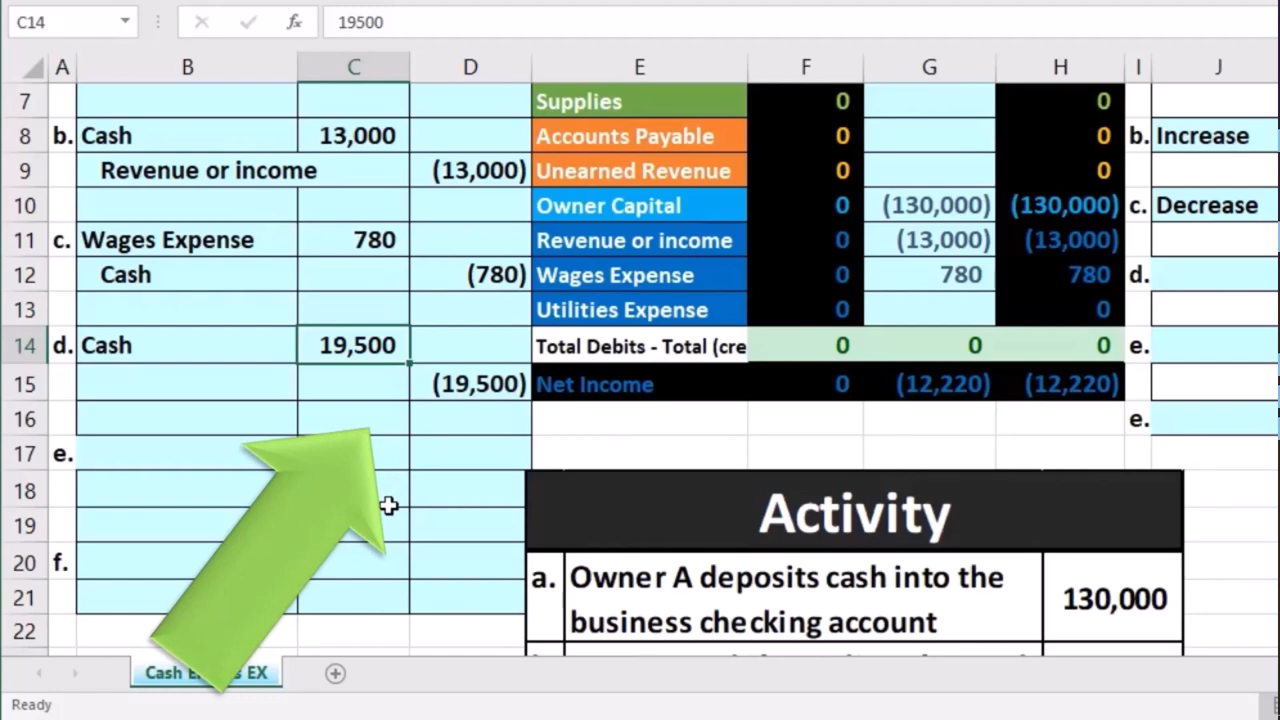 C14 fx 19500
A B C D E F G H I J
7 Supplies 0 0
8 b. Cash 13,000 Accounts Payable 0 0 b. Increase
9 Revenue or income (13,000) Unearned Revenue 0 0
10 Owner Capital 0 (130,000) (130,000) c. Decrease
11 c. Wages Expense 780 Revenue or income 0 (13,000) (13,000)
12 Cash (780) Wages Expense 0 780 780 d.
13 Utilities Expense 0 0
14 d. Cash 19,500 Total Debits - Total (cre 0 0 0 e.
15 (19,500) Net Income 0 (12,220) (12,220)
16 e.
17 e.
18
19
20 f.
21
22
Activity
a. Owner A deposits cash into the
business checking account
130,000
Cash EX
Ready